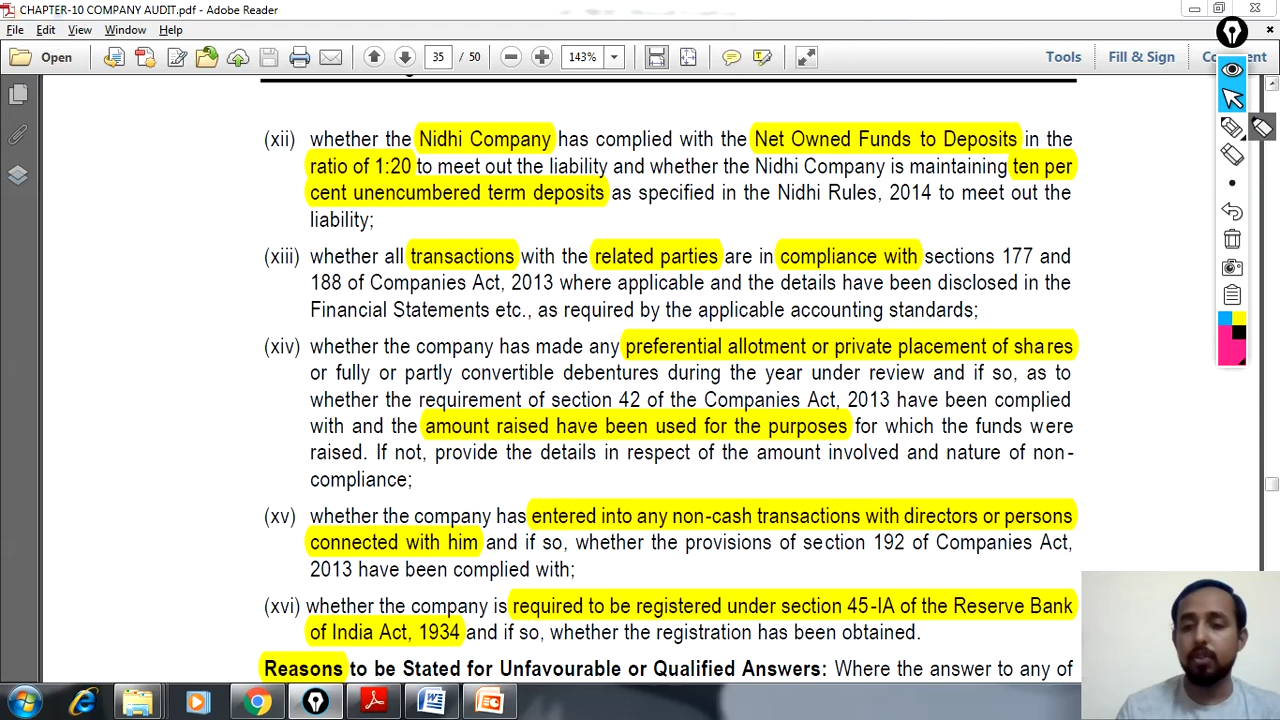 CHAPTER-10 COMPANY AUDIT.pdf - Adobe Reader
File Edit View Window Help
Open 35 / 50 143% Tools Fill & Sign Comment
(xii) whether the Nidhi Company has complied with the Net Owned Funds to Deposits in the
ratio of 1:20 to meet out the liability and whether the Nidhi Company is maintaining ten per
cent unencumbered term deposits as specified in the Nidhi Rules, 2014 to meet out the
liability;
(xiii) whether all transactions with the related parties are in compliance with sections 177 and
188 of Companies Act, 2013 where applicable and the details have been disclosed in the
Financial Statements etc., as required by the applicable accounting standards;
(xiv) whether the company has made any preferential allotment or private placement of shares
or fully or partly convertible debentures during the year under review and if so, as to
whether the requirement of section 42 of the Companies Act, 2013 have been complied
with and the amount raised have been used for the purposes for which the funds were
raised. If not, provide the details in respect of the amount involved and nature of non-
compliance;
(xv) whether the company has entered into any non-cash transactions with directors or persons
connected with him and if so, whether the provisions of section 192 of Companies Act,
2013 have been complied with;
(xvi) whether the company is required to be registered under section 45-IA of the Reserve Bank
of India Act, 1934 and if so, whether the registration has been obtained.
Reasons to be Stated for Unfavourable or Qualified Answers: Where the answer to any of